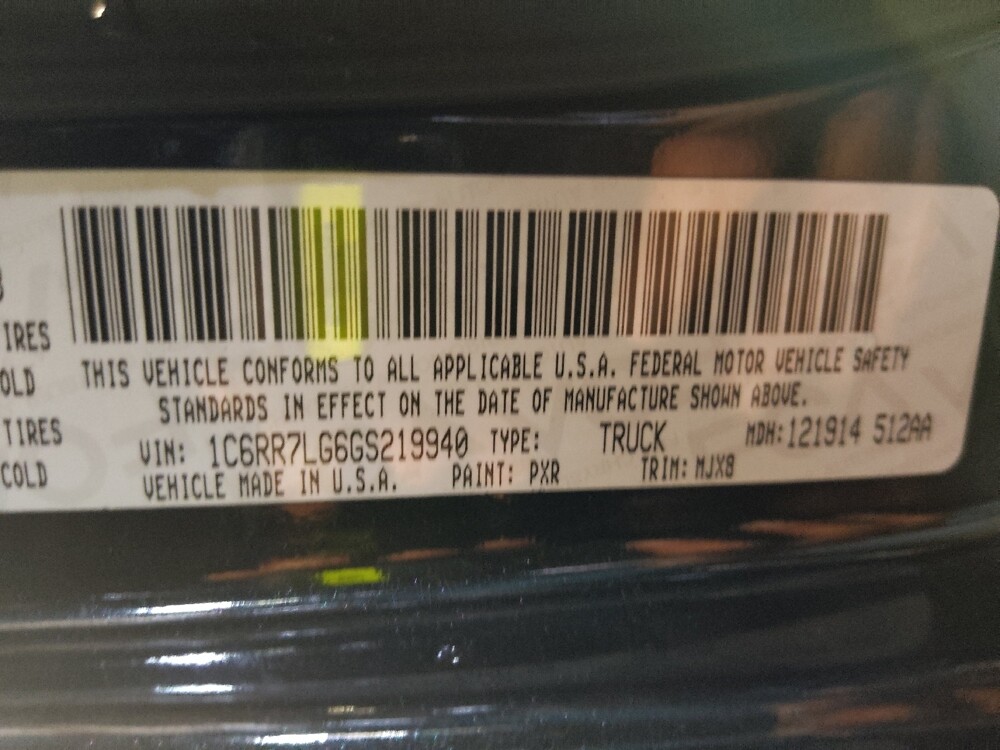 IRES
OLD
TIRES
COLD
THIS VEHICLE CONFORMS TO ALL APPLICABLE U.S.A. FEDERAL MOTOR VEHICLE SAFETY
STANDARDS IN EFFECT ON THE DATE OF MANUFACTURE SHOWN ABOVE.
VIN: 1C6RR7LG6GS219940 TYPE: TRUCK MDH:121914 512AA
VEHICLE MADE IN U.S.A. PAINT: PXR TRIM: MJX8